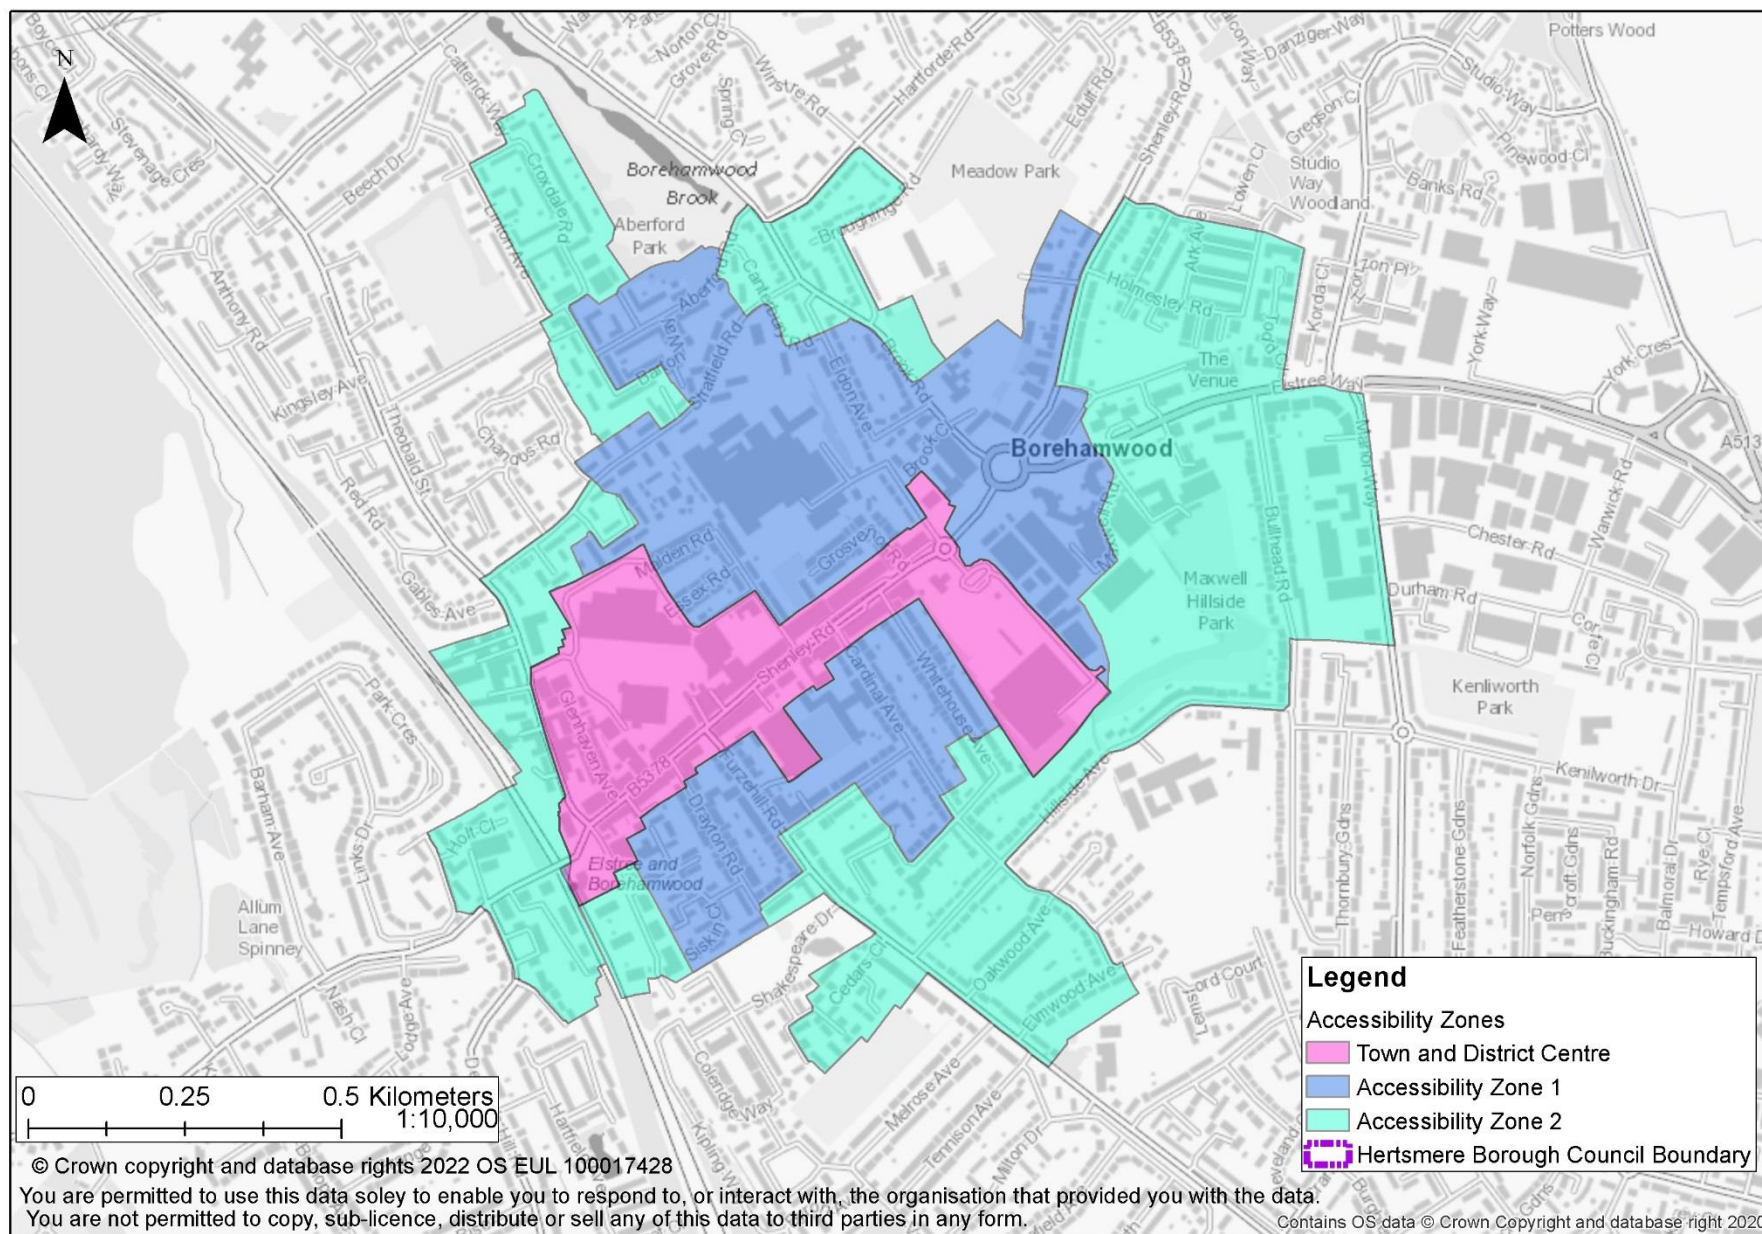 Potters Wood
Danziger Way
Studio Way
Norton Cl
Grove Rd
Hartforde Rd
B5378
Shenley Rd
Gregson Cl
Pinewood Cl
Spring Cl
Catterick Way
Stevenage Cres
Beech Dr
Borehamwood
Brook
Meadow Park
Studio
Way
Woodland
Lowen Cl
Banks Rd
Croxdale Rd
Linton Ave
Aberford
Park
Ark Ave
Anthony Rd
Aberford Rd
Holmesley Rd
Korda Cl
York Way
York Cres
Stratfield Rd
Eldon Ave
Brook Rd
The
Venue
Elstree Way
Kingsley Ave
Theobald St
Chandos Rd
Brook Cl
Borehamwood
Manor Way
A513
Red Rd
Bullhead Rd
Warwick Rd
Chester Rd
Malden Rd
Essex Rd
Grosvenor Rd
Gables Ave
Maxwell
Hillside
Park
Durham Rd
Corfe Cl
Shenley Rd
Cardinal Ave
Whitehouse Ave
Park Cres
Glenhaven Ave
Kenliworth
Park
B5378
Furzehill Rd
Hillside Ave
Kenilworth Dr
Barham Ave
Links Dr
Holt Cl
Drayton Rd
Elstree and
Borehamwood
Thornbury Gdns
Featherstone Gdns
Norfolk Gdns
Buckingham Rd
Balmoral Dr
Rye Cl
Tempsford Ave
Allum
Lane
Spinney
Siskin Cl
Shakespeare Dr
Cedars Cl
Oakwood Ave
Elmwood Ave
Howard D
Nash Cl
Lodge Ave
Coleridge Way
Melrose Ave
Tennison Ave
Milton Dr
Kipling W
N
Legend
Accessibility Zones
Town and District Centre
Accessibility Zone 1
Accessibility Zone 2
Hertsmere Borough Council Boundary
0 0.25 0.5 Kilometers
1:10,000
© Crown copyright and database rights 2022 OS EUL 100017428
You are permitted to use this data soley to enable you to respond to, or interact with, the organisation that provided you with the data.
You are not permitted to copy, sub-licence, distribute or sell any of this data to third parties in any form.
Contains OS data © Crown Copyright and database right 2020